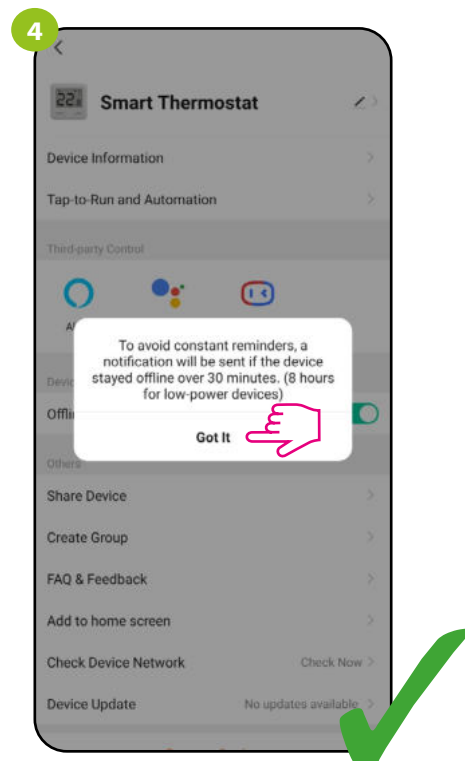 4
22
Smart Thermostat
Device Information
Tap-to-Run and Automation
Third-party Control
To avoid constant reminders, a
notification will be sent if the device
stayed offline over 30 minutes. (8 hours
for low-power devices)
Got It
Others
Share Device
Create Group
FAQ & Feedback
Add to home screen
Check Device Network Check Now
Device Update No updates available